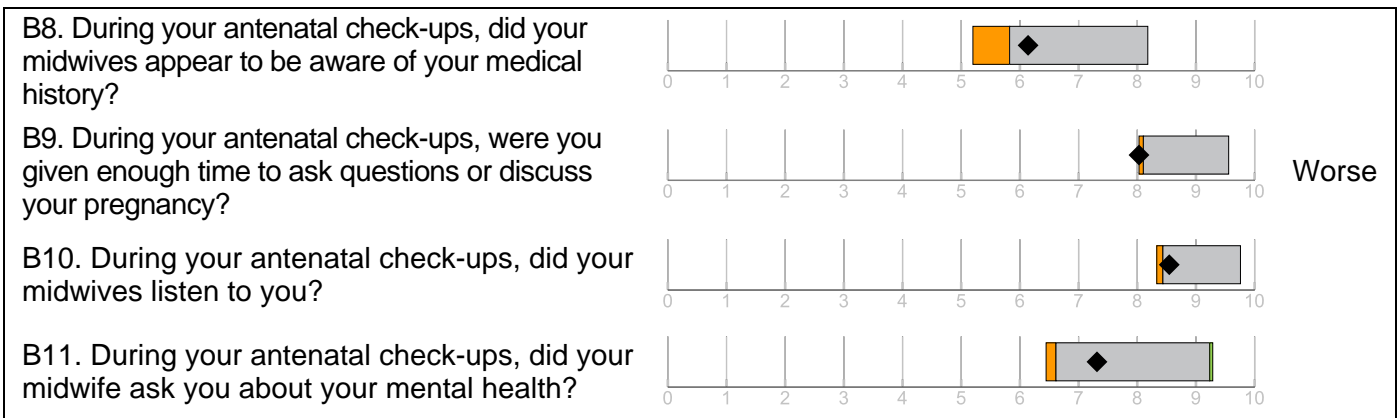 B8. During your antenatal check-ups, did your
midwives appear to be aware of your medical
history?
0 1 2 3 4 5 6 7 8 9 10
B9. During your antenatal check-ups, were you
given enough time to ask questions or discuss
your pregnancy?
0 1 2 3 4 5 6 7 8 9 10
Worse
B10. During your antenatal check-ups, did your
midwives listen to you?
0 1 2 3 4 5 6 7 8 9 10
B11. During your antenatal check-ups, did your
midwife ask you about your mental health?
0 1 2 3 4 5 6 7 8 9 10